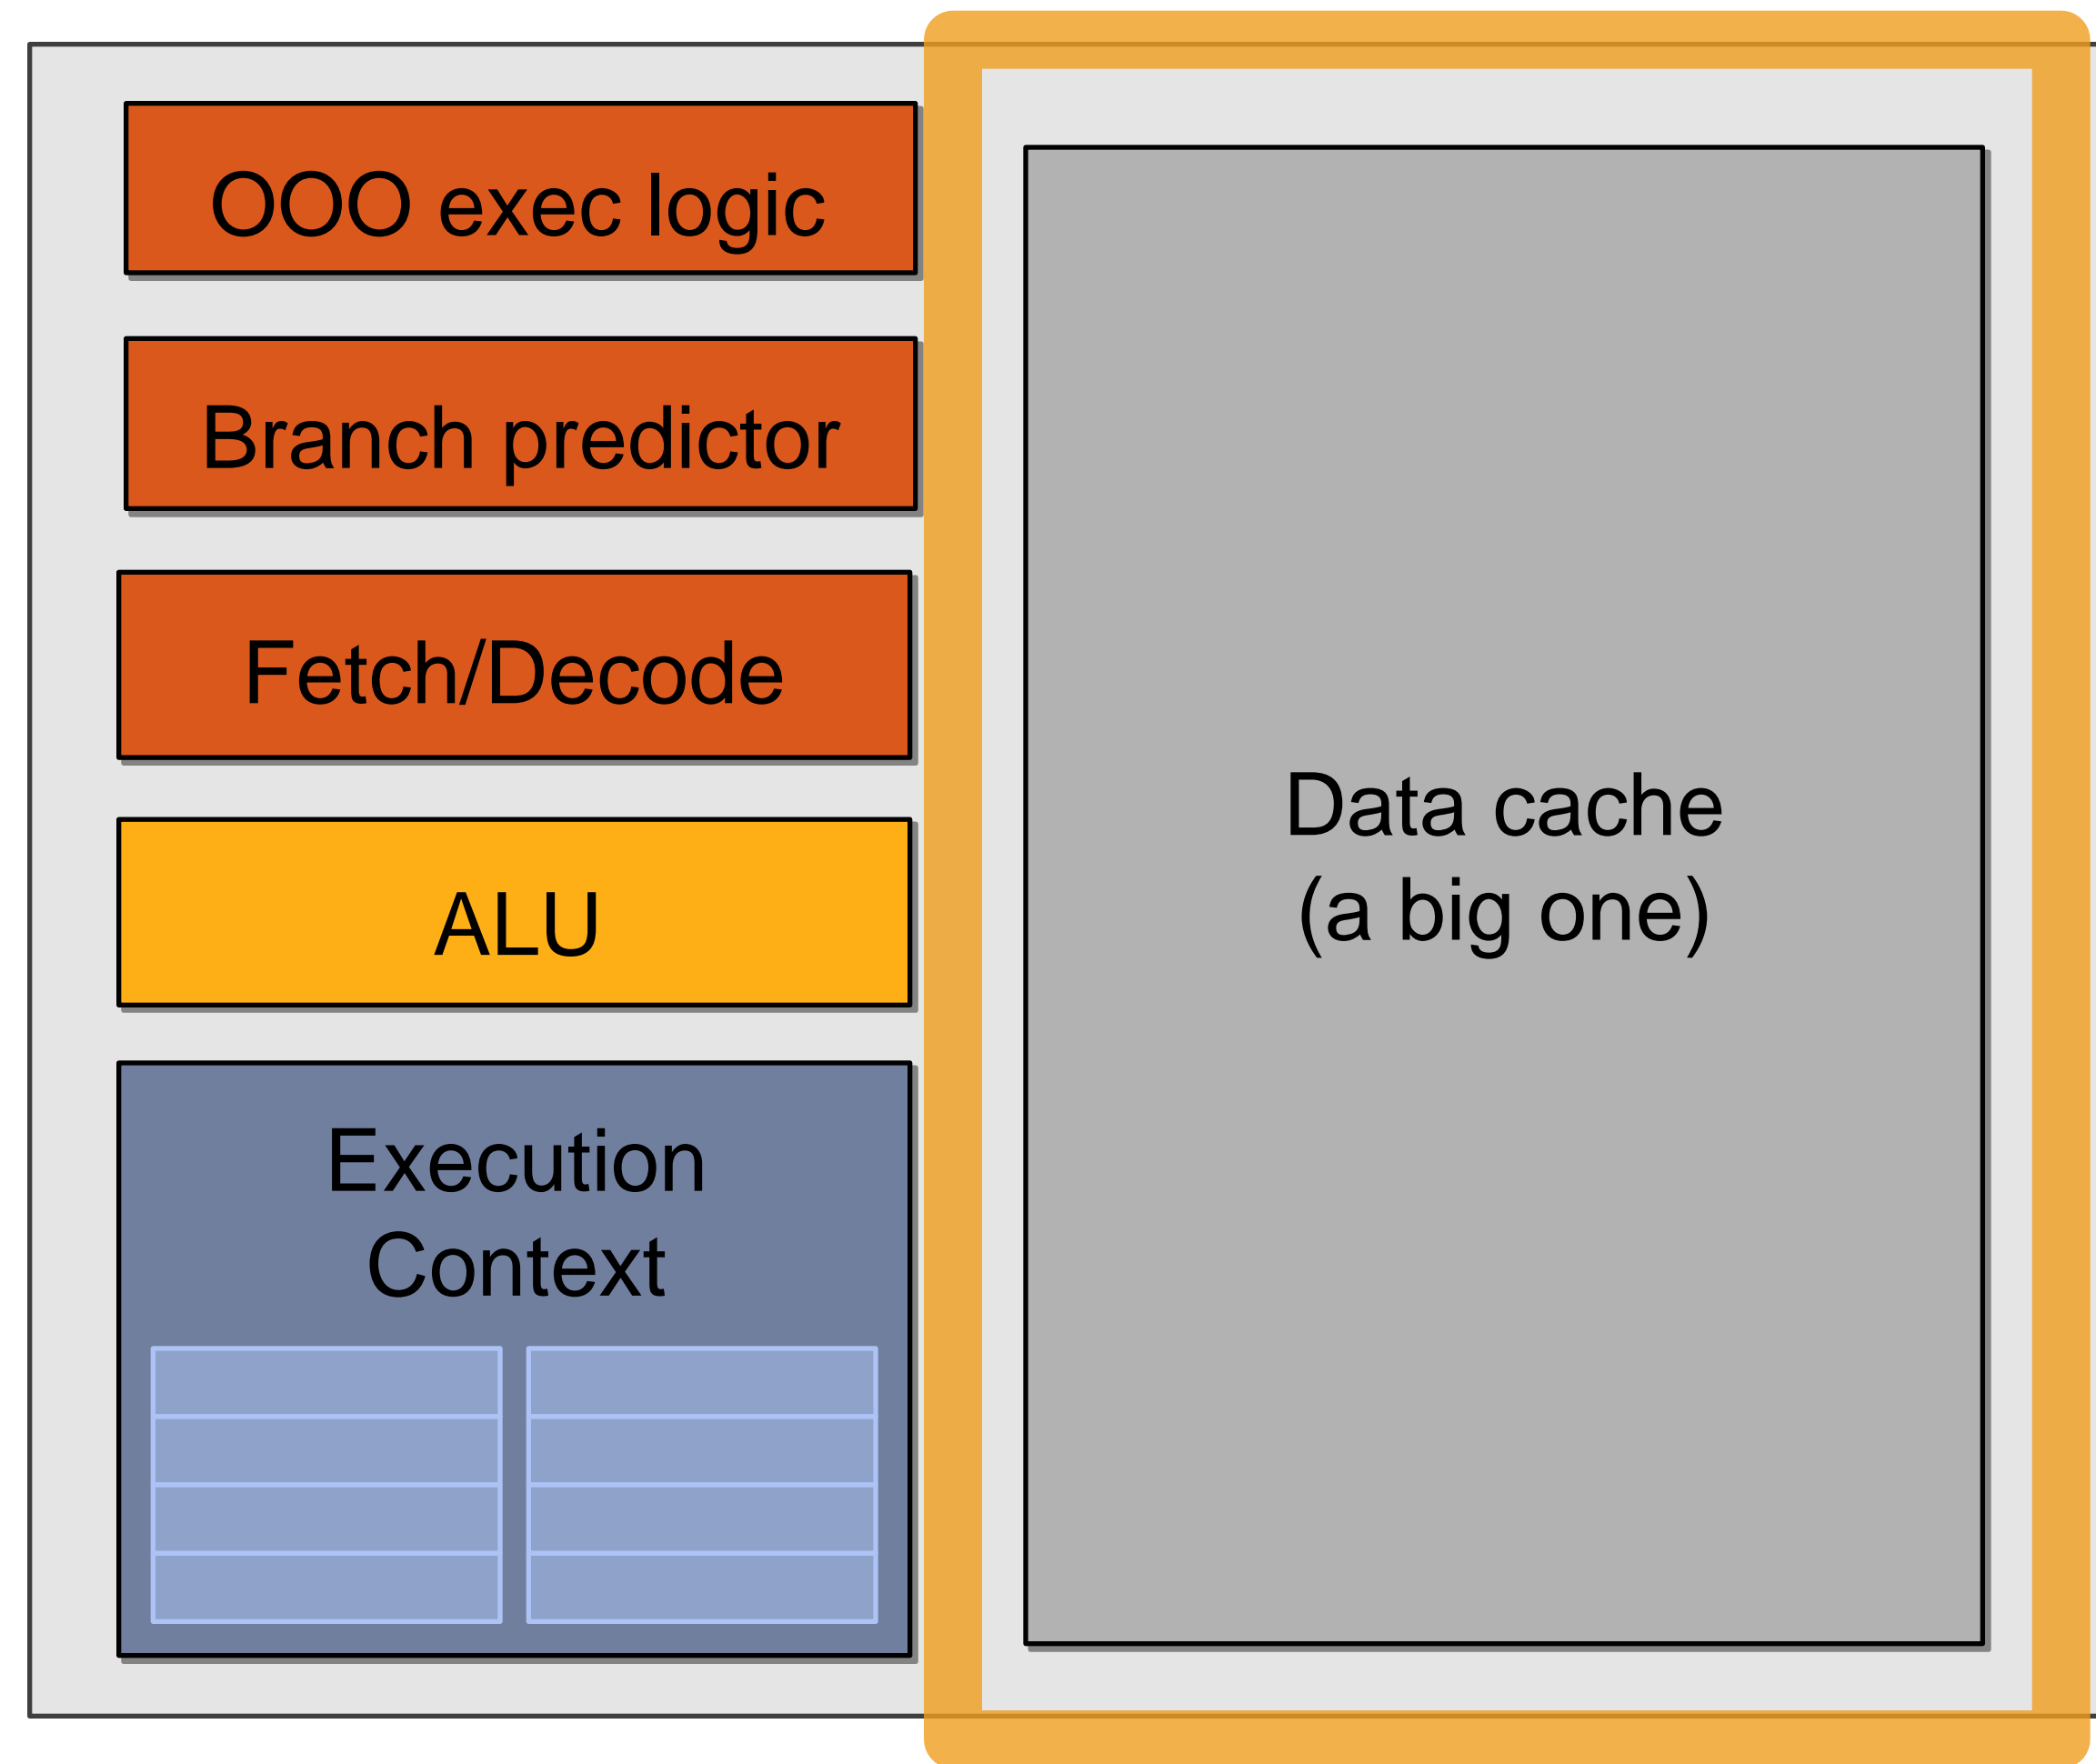 OOO exec logic
Branch predictor
Fetch/Decode
ALU
Execution
Context
Data cache
(a big one)